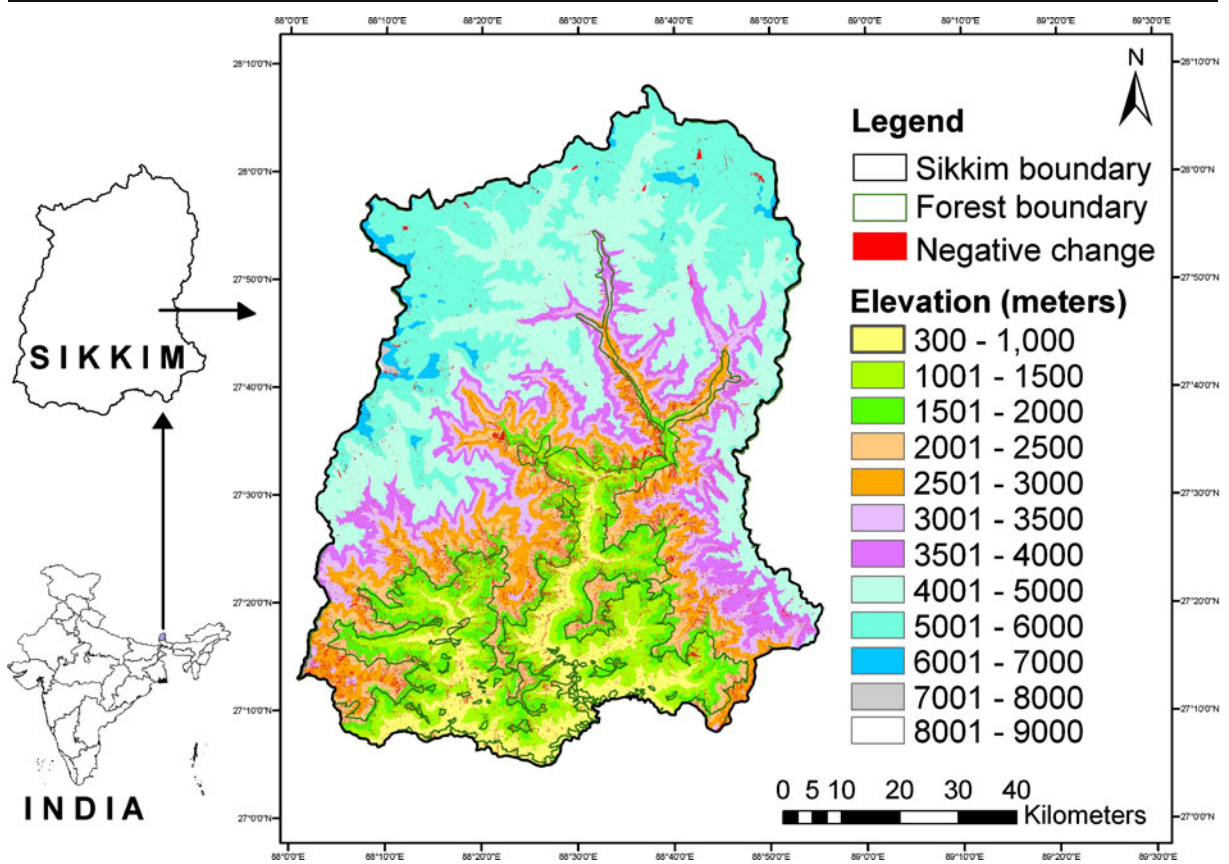 88°0'0"E 88°10'0"E 88°20'0"E 88°30'0"E 88°40'0"E 88°50'0"E 89°0'0"E 89°10'0"E 89°20'0"E 89°30'0"E
28°10'0"N
28°0'0"N
27°50'0"N
27°40'0"N
27°30'0"N
27°20'0"N
27°10'0"N
27°0'0"N
SIKKIM
INDIA
N
Legend
Sikkim boundary
Forest boundary
Negative change
Elevation (meters)
300 - 1,000
1001 - 1500
1501 - 2000
2001 - 2500
2501 - 3000
3001 - 3500
3501 - 4000
4001 - 5000
5001 - 6000
6001 - 7000
7001 - 8000
8001 - 9000
0 5 10 20 30 40
Kilometers
28°0'0"N
27°50'0"N
27°40'0"N
27°30'0"N
27°20'0"N
27°10'0"N
27°0'0"N
88°0'0"E 88°10'0"E 88°20'0"E 88°30'0"E 88°40'0"E 88°50'0"E 89°0'0"E 89°10'0"E 89°20'0"E 89°30'0"E